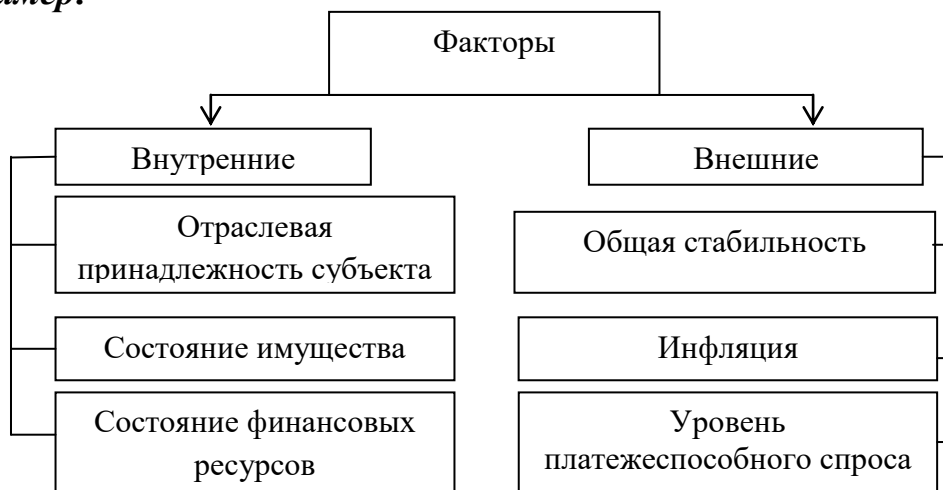 Факторы
Внутренние
Внешние
Отраслевая
принадлежность субъекта
Общая стабильность
Состояние имущества
Инфляция
Состояние финансовых
ресурсов
Уровень
платежеспособного спроса